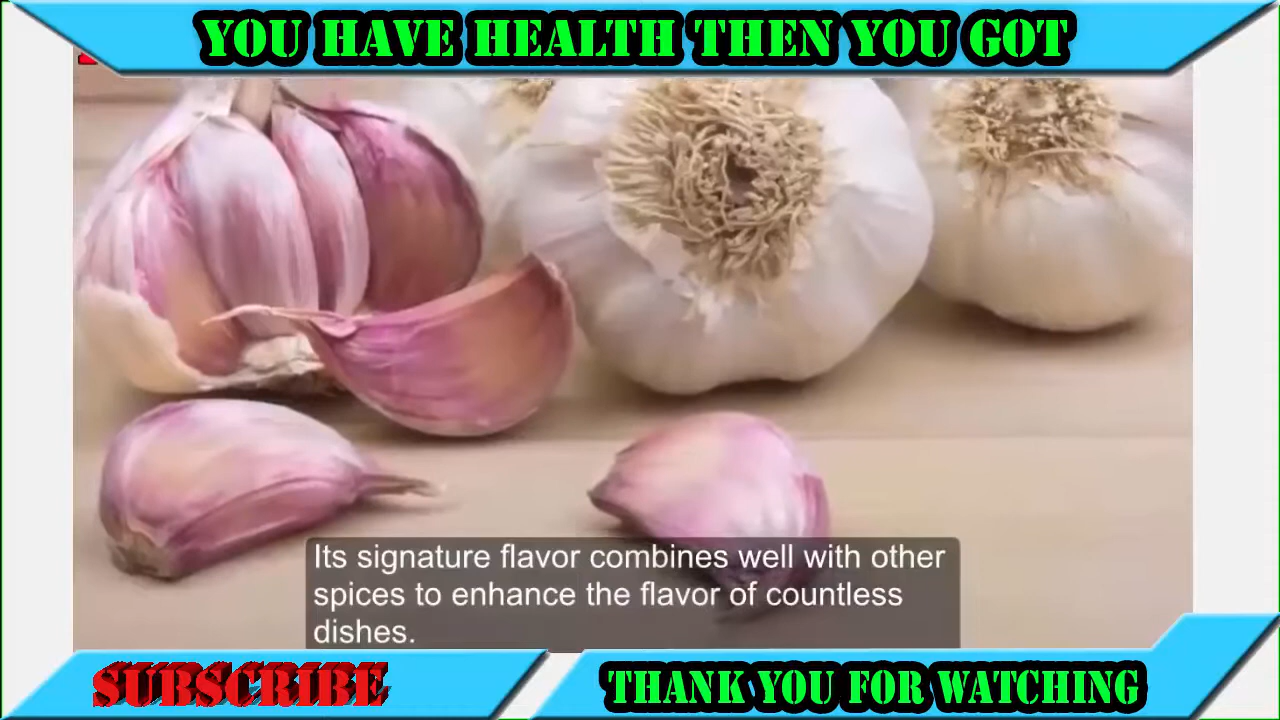 YOU HAVE HEALTH THEN YOU GOT
Its signature flavor combines well with other
spices to enhance the flavor of countless
dishes.
SUBSCRIBE
THANK YOU FOR WATCHING